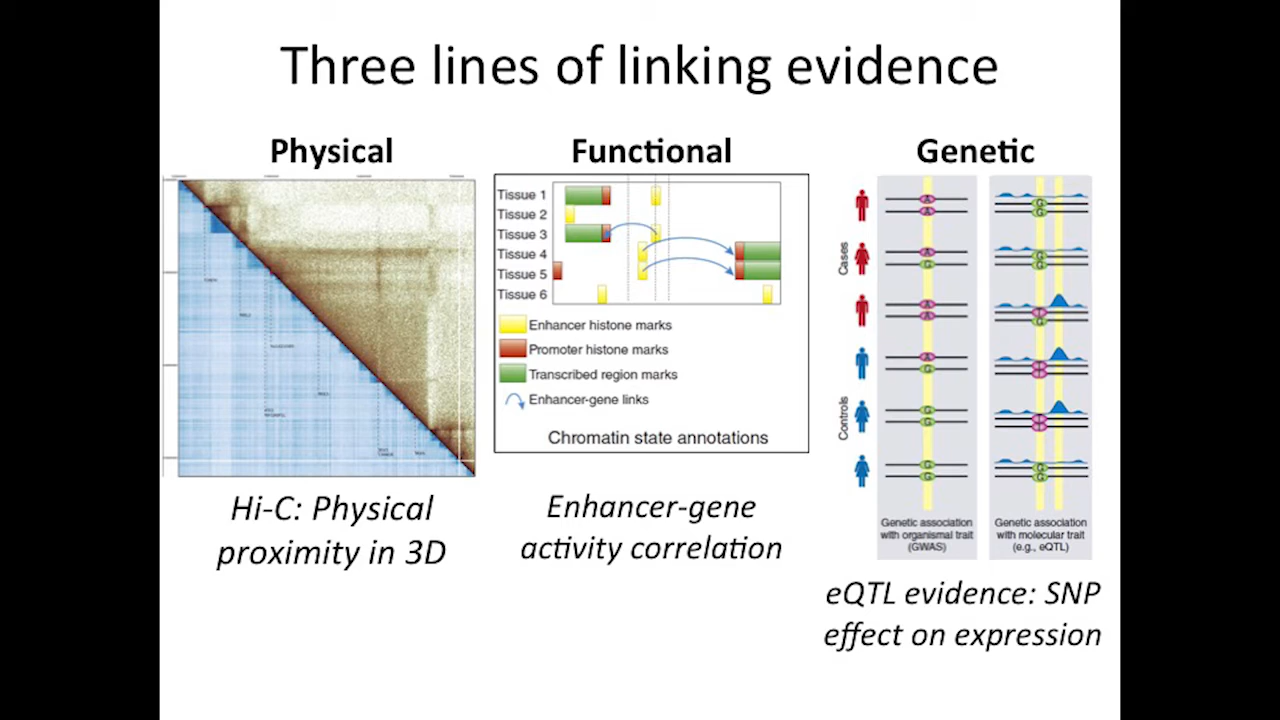 Three lines of linking evidence
Physical
Functional
Genetic
Tissue 1
Tissue 2
Tissue 3
Tissue 4
Tissue 5
Tissue 6
Enhancer histone marks
Promoter histone marks
Transcribed region marks
Enhancer-gene links
Chromatin state annotations
Cases
Controls
A
A
A
G
A
A
A
G
G
G
G
G
G
G
G
G
T
G
T
T
T
T
G
G
Genetic association
with organismal trait
(GWAS)
Genetic association
with molecular trait
(e.g., eQTL)
Hi-C: Physical
proximity in 3D
Enhancer-gene
activity correlation
eQTL evidence: SNP
effect on expression